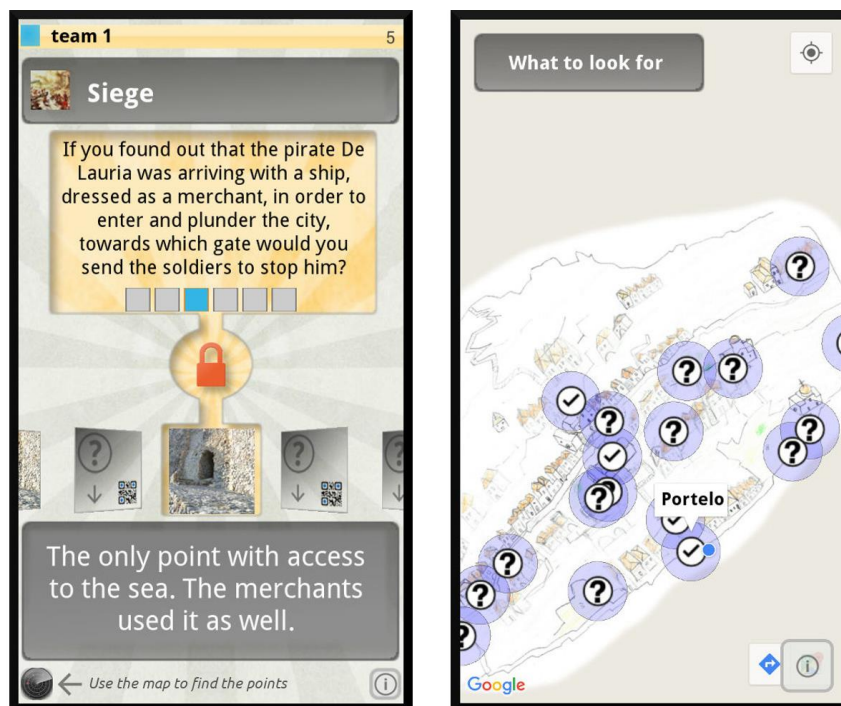 team 1
5
Siege
If you found out that the pirate De
Lauria was arriving with a ship,
dressed as a merchant, in order to
enter and plunder the city,
towards which gate would you
send the soldiers to stop him?
The only point with access
to the sea. The merchants
used it as well.
Use the map to find the points
What to look for
Portelo
Google